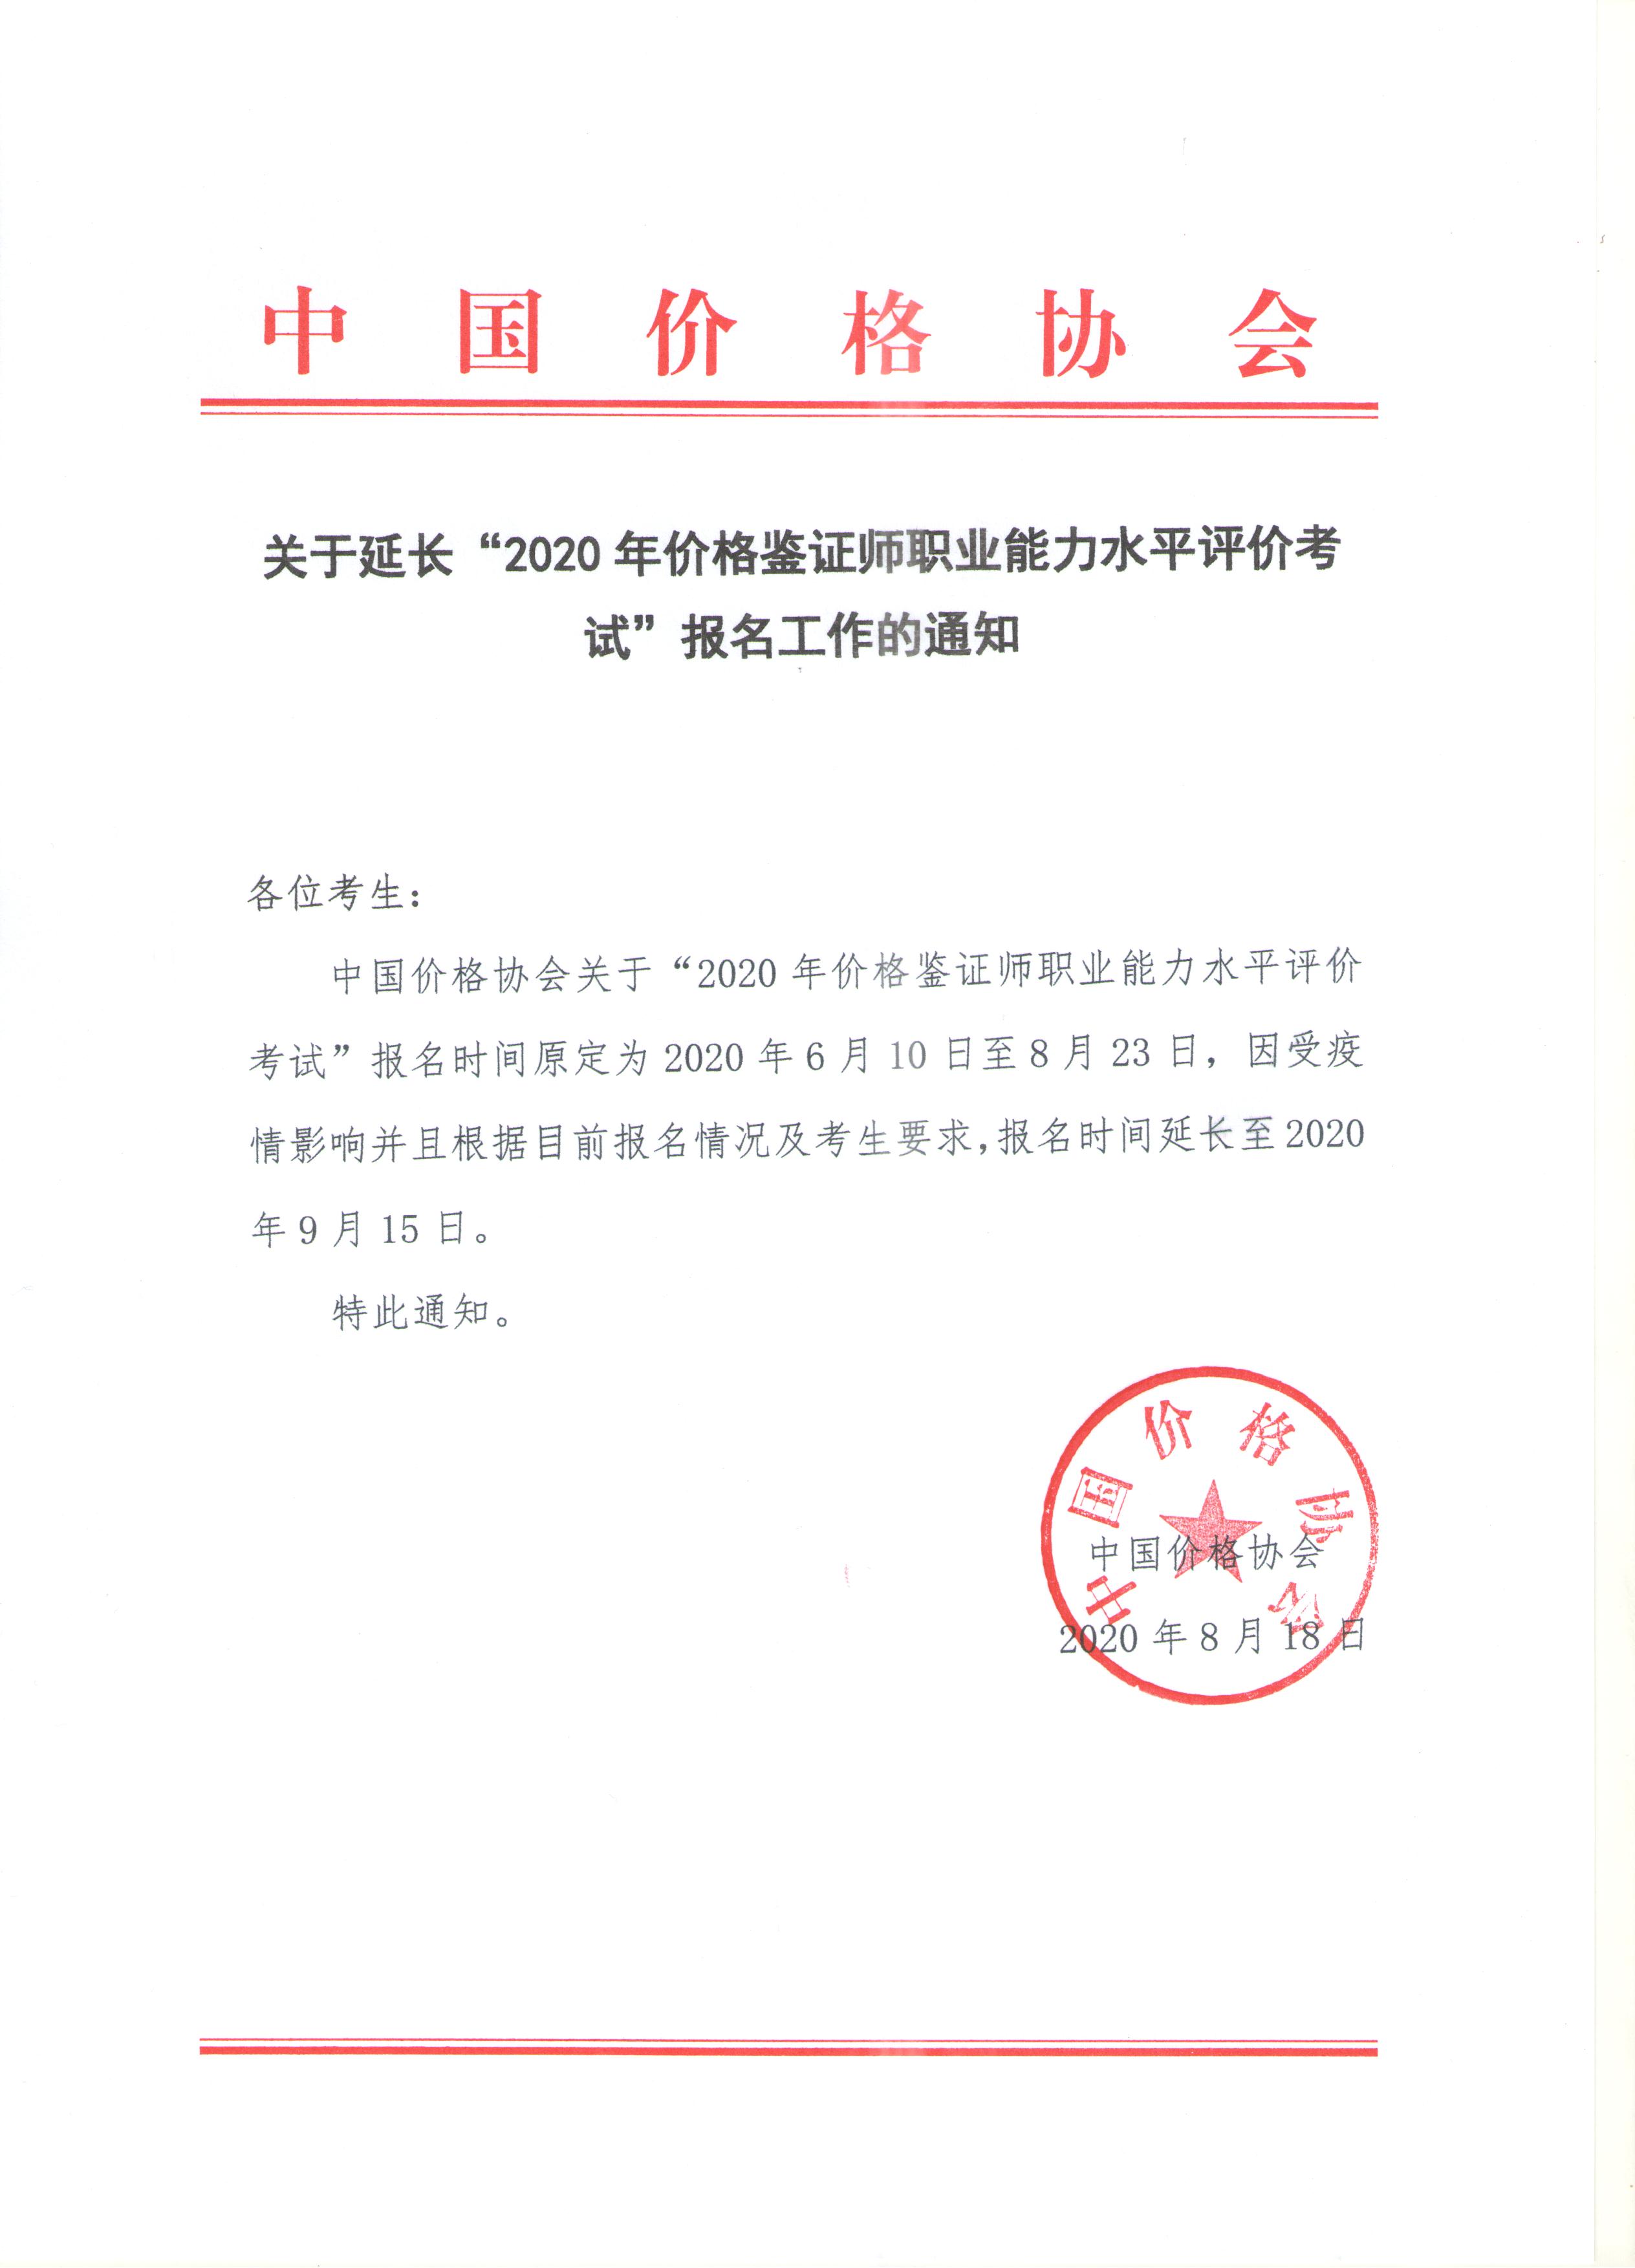 中国价格协会
关于延长“2020年价格鉴证师职业能力水平评价考
试”报名工作的通知
各位考生：
中国价格协会关于“2020年价格鉴证师职业能力水平评价
考试”报名时间原定为2020年6月10日至8月23日，因受疫
情影响并且根据目前报名情况及考生要求，报名时间延长至2020
年9月15日。
特此通知。
中国价格协会
中国价格协会
2020年8月18日